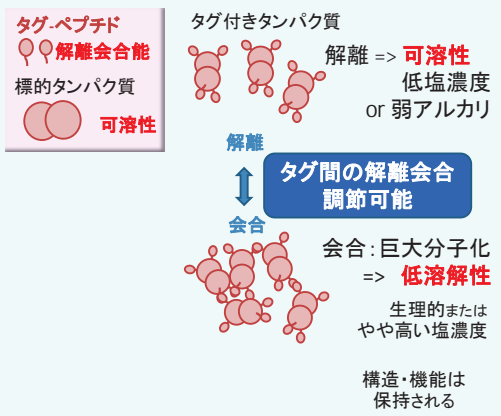 タグ-ペプチド
解離会合能
標的タンパク質
可溶性
タグ付きタンパク質
解離 => 可溶性
低塩濃度
or 弱アルカリ
解離
タグ間の解離会合
調節可能
会合
会合：巨大分子化
=> 低溶解性
生理的または
やや高い塩濃度
構造・機能は
保持される